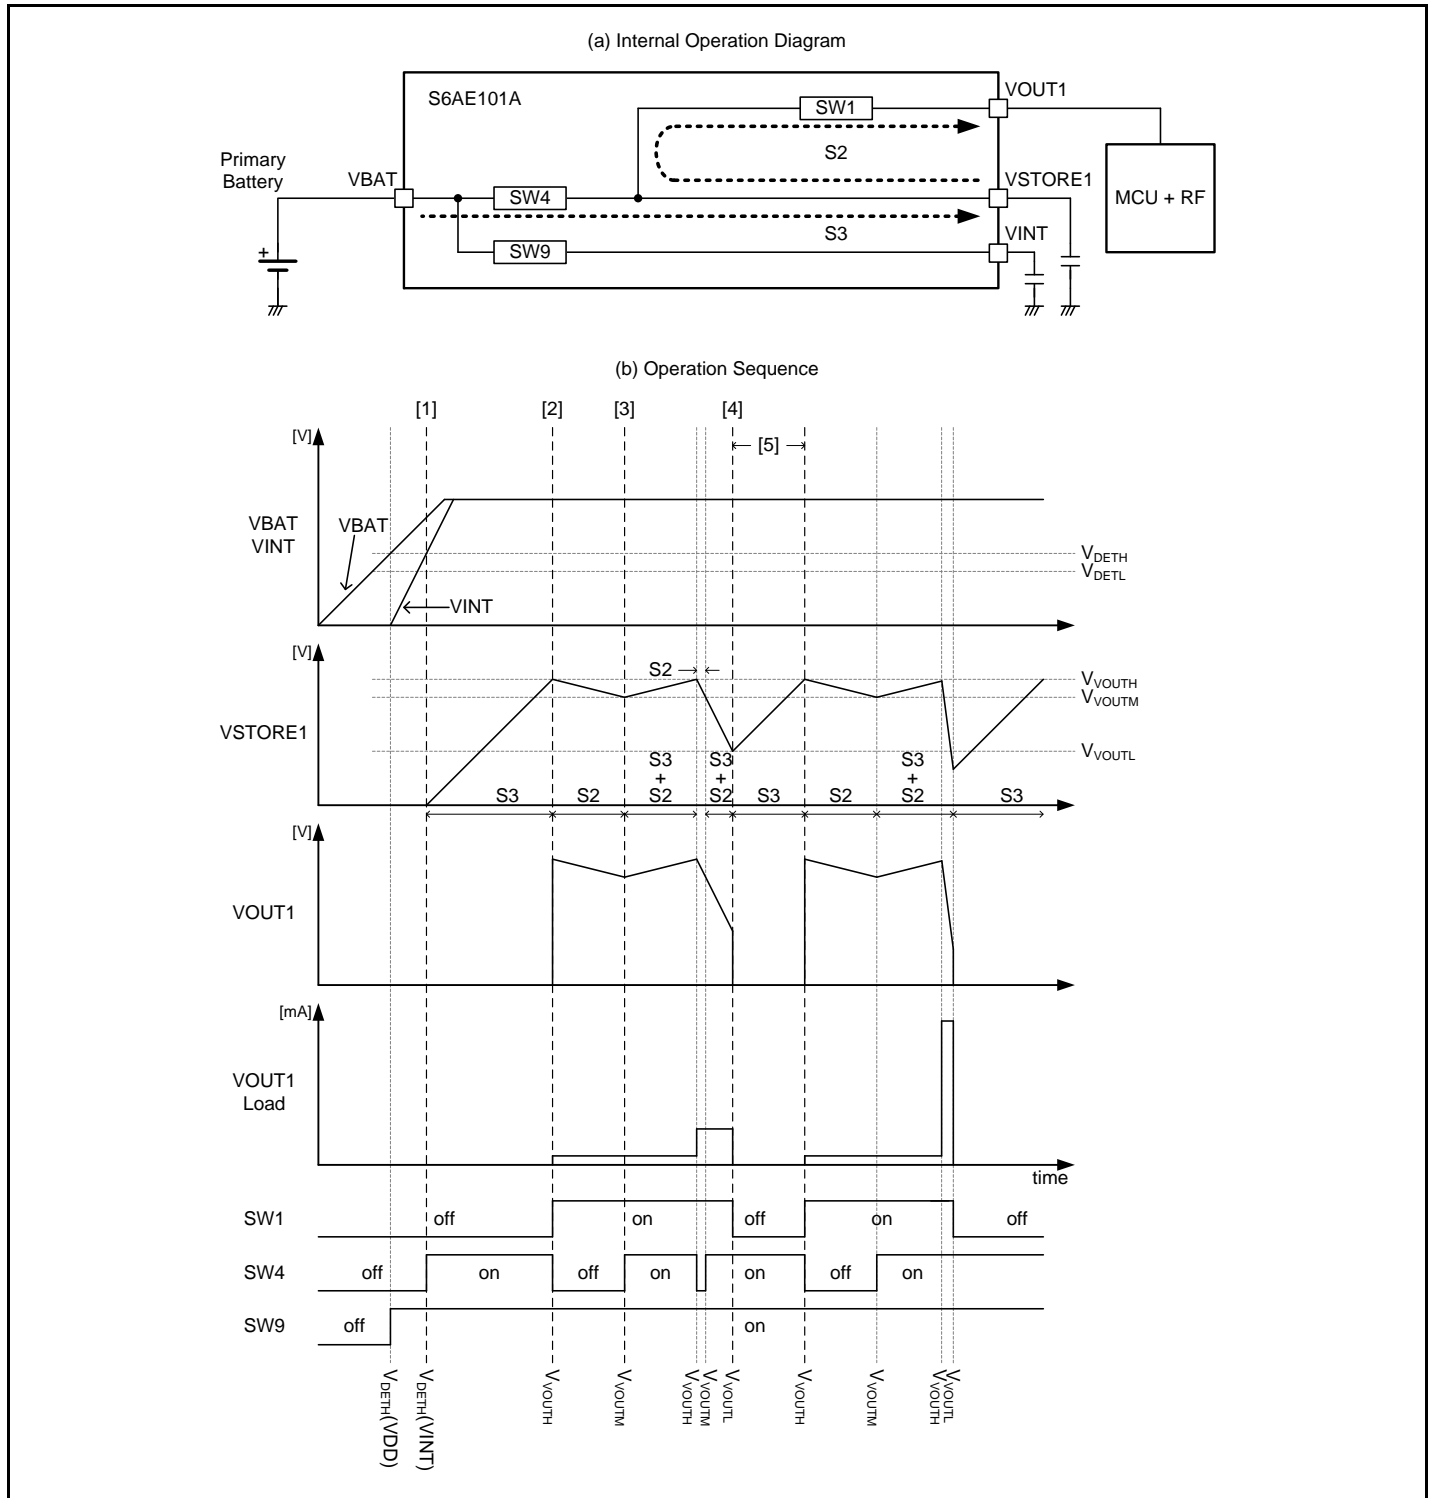 (a) Internal Operation Diagram
S6AE101A
VOUT1
SW1
S2
Primary
Battery
VBAT
VSTORE1
SW4
MCU + RF
S3
VINT
SW9
+
(b) Operation Sequence
[1] [2] [3] [4]
[5]
[V]
VBAT
VINT
VBAT
VINT
VDETH
VDETL
[V]
S2
VSTORE1
VVOUTH
VVOUTM
VVOUTL
S3
+
S2
S3
+
S2
S3
+
S2
S3 S2 S3 S2 S3
[V]
VOUT1
[mA]
VOUT1
Load
time
SW1 off on off on off
SW4 off on off on on off on
SW9 off on
VDETH(VDD)
VDETH(VINT)
VVOUTH
VVOUTM
VVOUTH
VVOUTM
VVOUTL
VVOUTH
VVOUTM
VVOUTH
VVOUTL